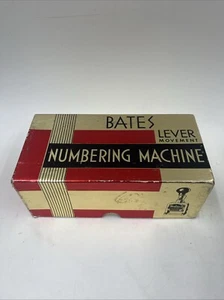 BATES
LEVER
MOVEMENT
NUMBERING MACHINE